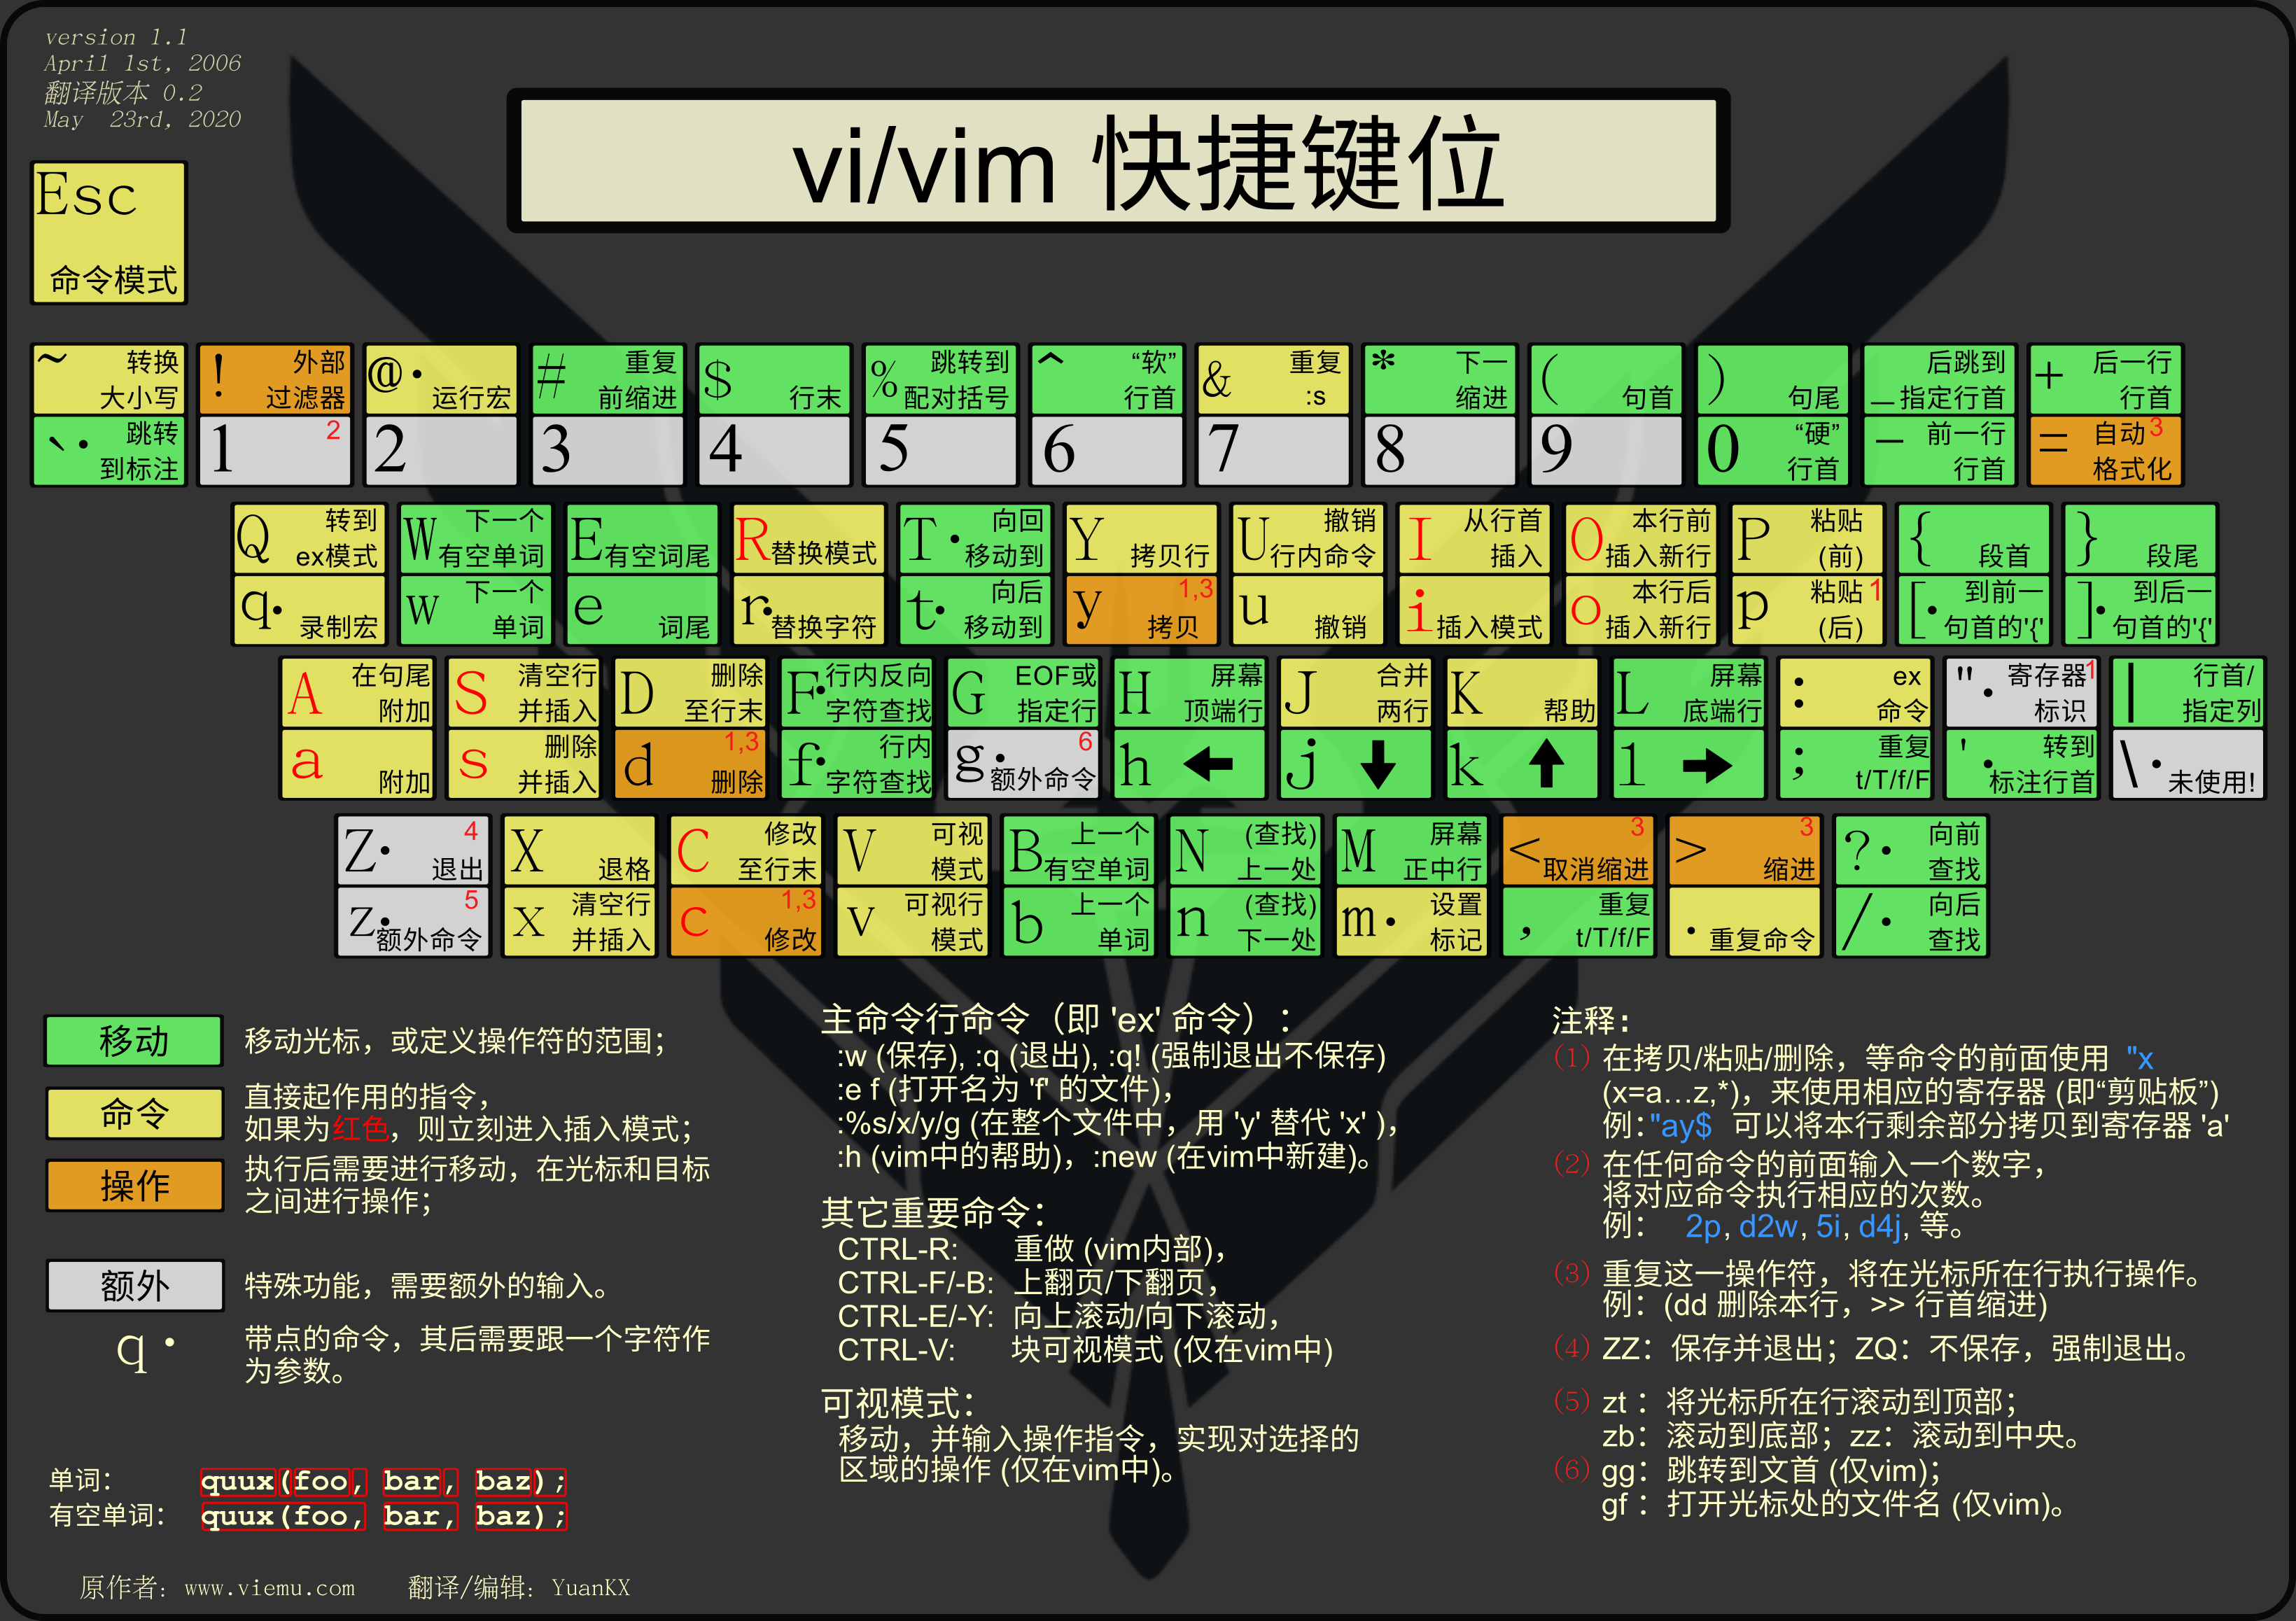 version 1.1
April 1st, 2006
翻译版本 0.2
May 23rd, 2020
vi/vim 快捷键位
Esc
命令模式
~ 转换
大小写
! 外部
过滤器
@· 运行宏
# 重复
前缩进
$ 行末
% 跳转到
配对括号
^ “软”
行首
& 重复
:s
* 下一
缩进
( 句首
) 句尾
_ 后跳到
指定行首
+ 后一行
行首
`· 跳转
到标注
1 2
2
3
4
5
6
7
8
9
0 “硬”
行首
- 前一行
行首
= 自动 3
格式化
Q 转到
ex模式
W 下一个
有空单词
E 有空词尾
R 替换模式
T· 向回
移动到
Y 拷贝行
U 撤销
行内命令
I 从行首
插入
O 本行前
插入新行
P 粘贴
(前)
{ 段首
} 段尾
q· 录制宏
w 下一个
单词
e 词尾
r· 替换字符
t· 向后
移动到
y 1,3
拷贝
u 撤销
i 插入模式
o 本行后
插入新行
p 粘贴 1
(后)
[· 到前一
句首的'{'
]· 到后一
句首的'{'
A 在句尾
附加
S 清空行
并插入
D 删除
至行末
F· 行内反向
字符查找
G EOF或
指定行
H 屏幕
顶端行
J 合并
两行
K 帮助
L 屏幕
底端行
: ex
命令
"· 寄存器 1
标识
| 行首/
指定列
a 附加
s 删除
并插入
d 1,3
删除
f· 行内
字符查找
g· 6
额外命令
h
j
k
l
; 重复
t/T/f/F
'· 转到
标注行首
\· 未使用!
Z· 4
退出
X 退格
C 修改
至行末
V 可视
模式
B 上一个
有空单词
N (查找)
上一处
M 屏幕
正中行
< 3
取消缩进
> 3
缩进
?· 向前
查找
z· 5
额外命令
x 清空行
并插入
c 1,3
修改
v 可视行
模式
b 上一个
单词
n (查找)
下一处
m· 设置
标记
, 重复
t/T/f/F
. 重复命令
/· 向后
查找
移动 移动光标，或定义操作符的范围；
命令 直接起作用的指令，
如果为红色，则立刻进入插入模式；
操作 执行后需要进行移动，在光标和目标
之间进行操作；
额外 特殊功能，需要额外的输入。
q· 带点的命令，其后需要跟一个字符作
为参数。
单词： quux(foo, bar, baz);
有空单词： quux(foo, bar, baz);
原作者：www.viemu.com 翻译/编辑：YuanKX
主命令行命令（即 'ex' 命令）：
:w (保存), :q (退出), :q! (强制退出不保存)
:e f (打开名为 'f' 的文件)，
:%s/x/y/g (在整个文件中，用 'y' 替代 'x' )，
:h (vim中的帮助)，:new (在vim中新建)。
其它重要命令：
CTRL-R: 重做 (vim内部)，
CTRL-F/-B: 上翻页/下翻页，
CTRL-E/-Y: 向上滚动/向下滚动，
CTRL-V: 块可视模式 (仅在vim中)
可视模式：
移动，并输入操作指令，实现对选择的
区域的操作 (仅在vim中)。
注释：
(1) 在拷贝/粘贴/删除，等命令的前面使用 "x
(x=a…z,*)，来使用相应的寄存器 (即“剪贴板”)
例："ay$ 可以将本行剩余部分拷贝到寄存器 'a'
(2) 在任何命令的前面输入一个数字，
将对应命令执行相应的次数。
例： 2p, d2w, 5i, d4j, 等。
(3) 重复这一操作符，将在光标所在行执行操作。
例：(dd 删除本行，>> 行首缩进)
(4) ZZ：保存并退出；ZQ：不保存，强制退出。
(5) zt：将光标所在行滚动到顶部；
zb：滚动到底部；zz：滚动到中央。
(6) gg：跳转到文首 (仅vim)；
gf：打开光标处的文件名 (仅vim)。